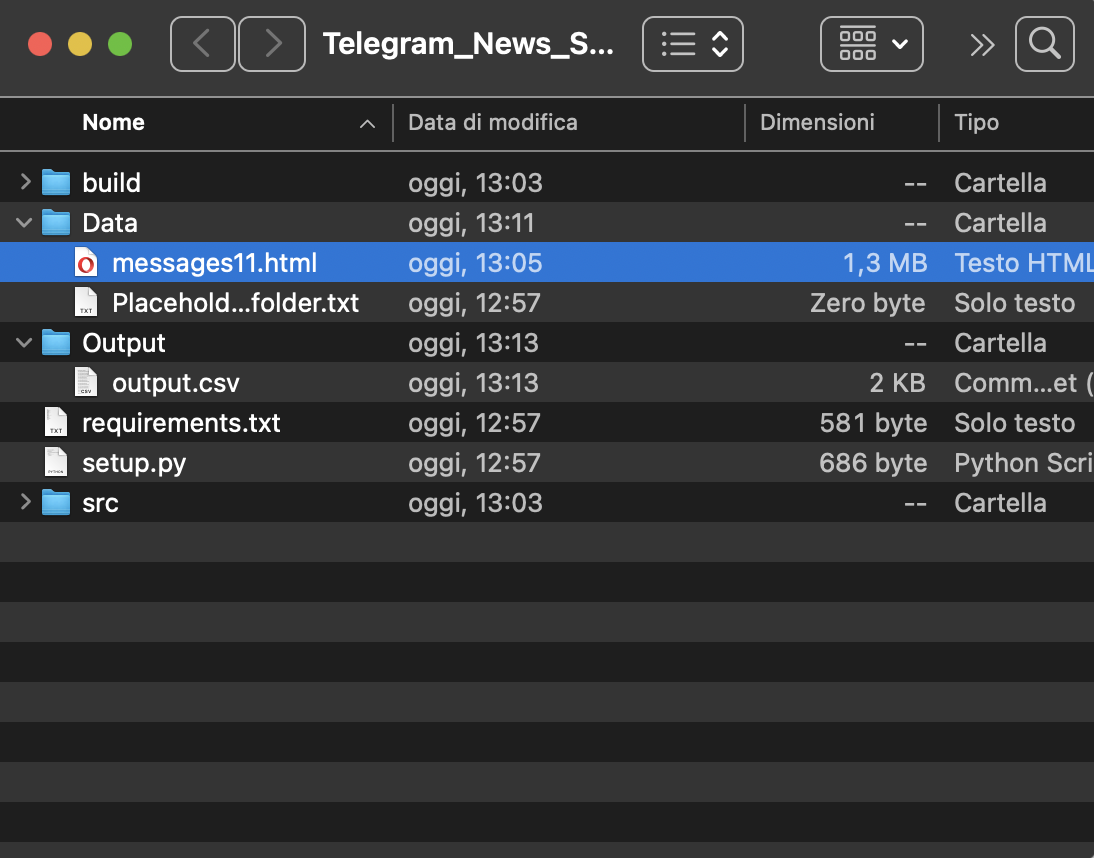 Telegram_News_S...
Nome Data di modifica Dimensioni Tipo
build oggi, 13:03 -- Cartella
Data oggi, 13:11 -- Cartella
messages11.html oggi, 13:05 1,3 MB Testo HTML
Placehold...folder.txt oggi, 12:57 Zero byte Solo testo
Output oggi, 13:13 -- Cartella
output.csv oggi, 13:13 2 KB Comm...et (
requirements.txt oggi, 12:57 581 byte Solo testo
setup.py oggi, 12:57 686 byte Python Scri
src oggi, 13:03 -- Cartella